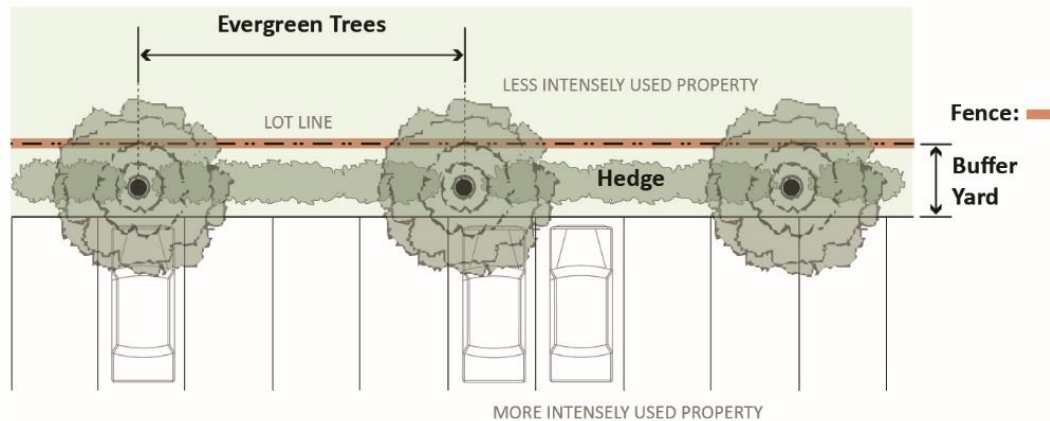 Evergreen Trees
LESS INTENSELY USED PROPERTY
Fence:
LOT LINE
Hedge
Buffer
Yard
MORE INTENSELY USED PROPERTY